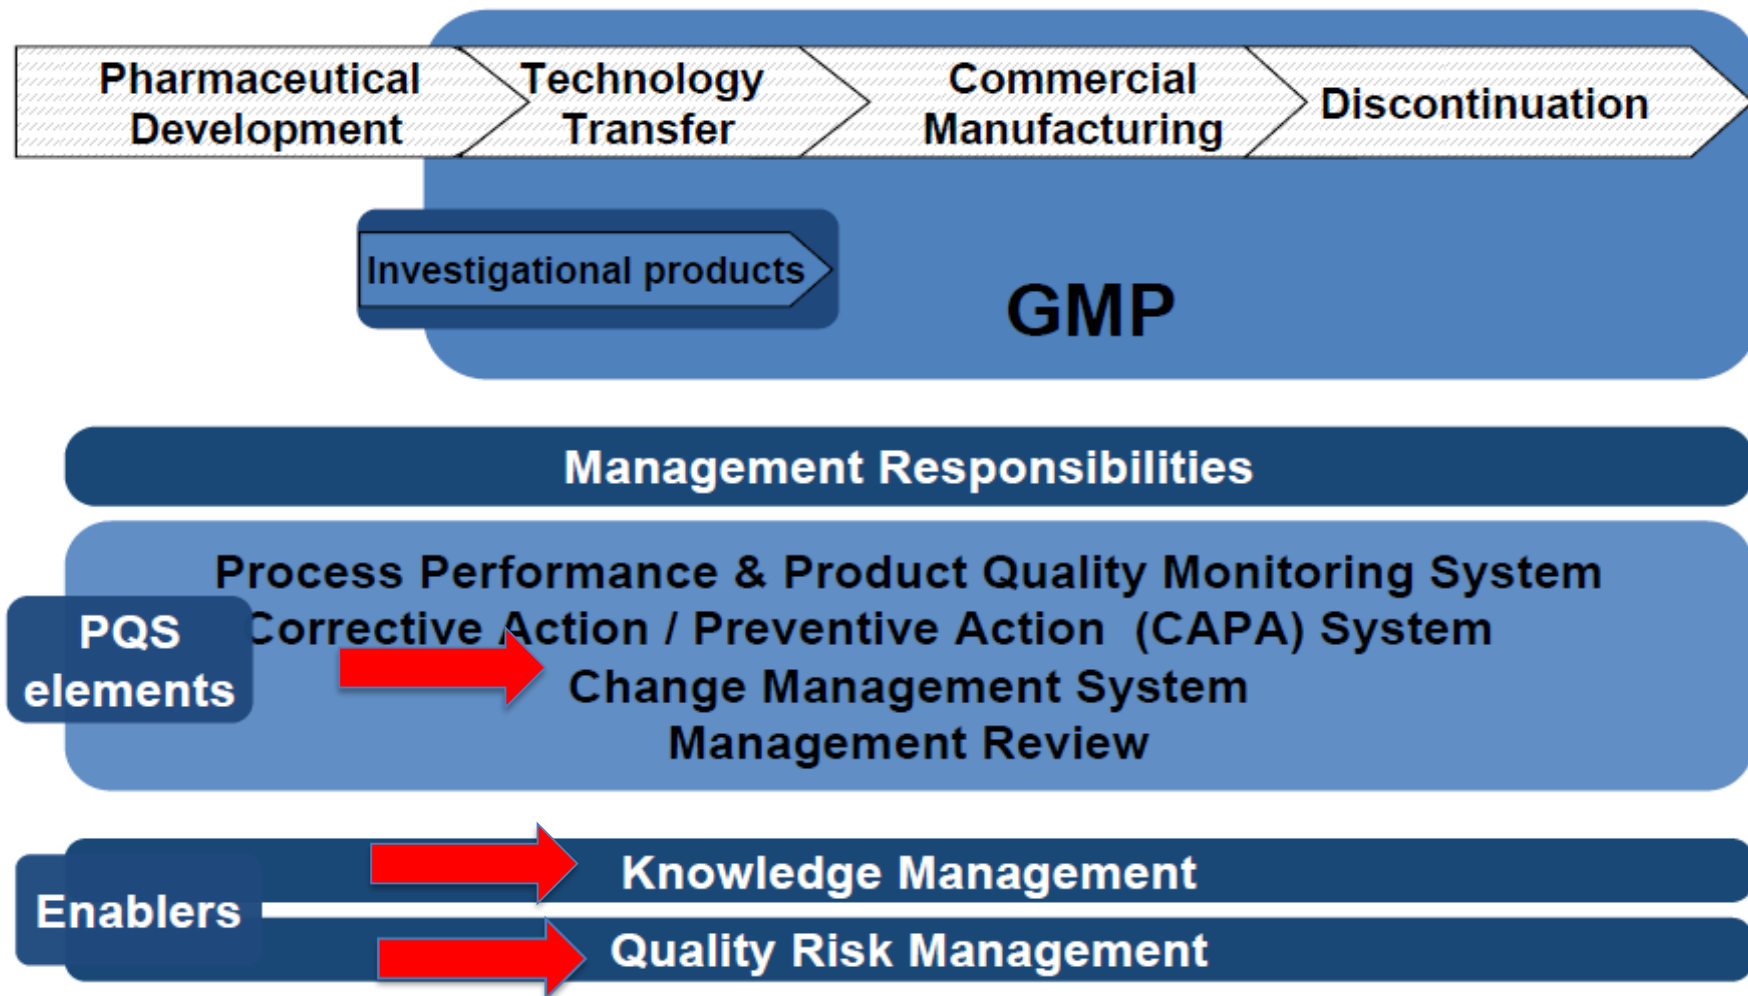 Pharmaceutical
Development
Technology
Transfer
Commercial
Manufacturing
Discontinuation
Investigational products
GMP
Management Responsibilities
PQS
elements
Process Performance & Product Quality Monitoring System
Corrective Action / Preventive Action (CAPA) System
Change Management System
Management Review
Enablers
Knowledge Management
Quality Risk Management